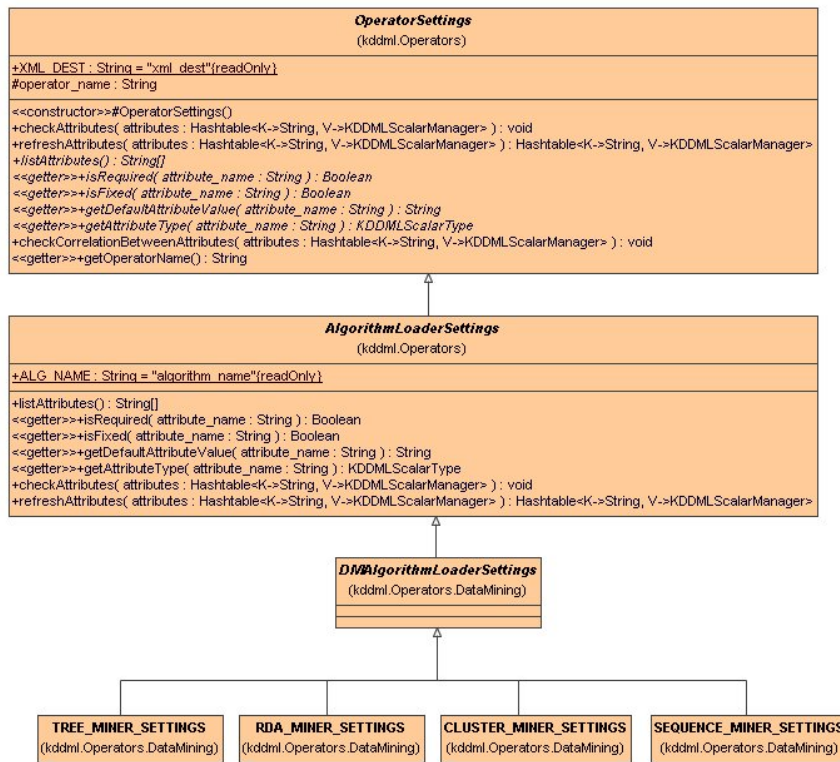 OperatorSettings
(kddml.Operators)
+XML_DEST : String = "xml_dest"{readOnly}
#operator_name : String
<<constructor>>#OperatorSettings()
+checkAttributes( attributes : Hashtable<K->String, V->KDDMLScalarManager> ) : void
+refreshAttributes( attributes : Hashtable<K->String, V->KDDMLScalarManager> ) : Hashtable<K->String, V->KDDMLScalarManager>
+listAttributes() : String[]
<<getter>>+isRequired( attribute_name : String ) : Boolean
<<getter>>+isFixed( attribute_name : String ) : Boolean
<<getter>>+getDefaultAttributeValue( attribute_name : String ) : String
<<getter>>+getAttributeType( attribute_name : String ) : KDDMLScalarType
+checkCorrelationBetweenAttributes( attributes : Hashtable<K->String, V->KDDMLScalarManager> ) : void
<<getter>>+getOperatorName() : String
AlgorithmLoaderSettings
(kddml.Operators)
+ALG_NAME : String = "algorithm_name"{readOnly}
+listAttributes() : String[]
<<getter>>+isRequired( attribute_name : String ) : Boolean
<<getter>>+isFixed( attribute_name : String ) : Boolean
<<getter>>+getDefaultAttributeValue( attribute_name : String ) : String
<<getter>>+getAttributeType( attribute_name : String ) : KDDMLScalarType
+checkAttributes( attributes : Hashtable<K->String, V->KDDMLScalarManager> ) : void
+refreshAttributes( attributes : Hashtable<K->String, V->KDDMLScalarManager> ) : Hashtable<K->String, V->KDDMLScalarManager>
DMAlgorithmLoaderSettings
(kddml.Operators.DataMining)
TREE_MINER_SETTINGS
(kddml.Operators.DataMining)
RDA_MINER_SETTINGS
(kddml.Operators.DataMining)
CLUSTER_MINER_SETTINGS
(kddml.Operators.DataMining)
SEQUENCE_MINER_SETTINGS
(kddml.Operators.DataMining)